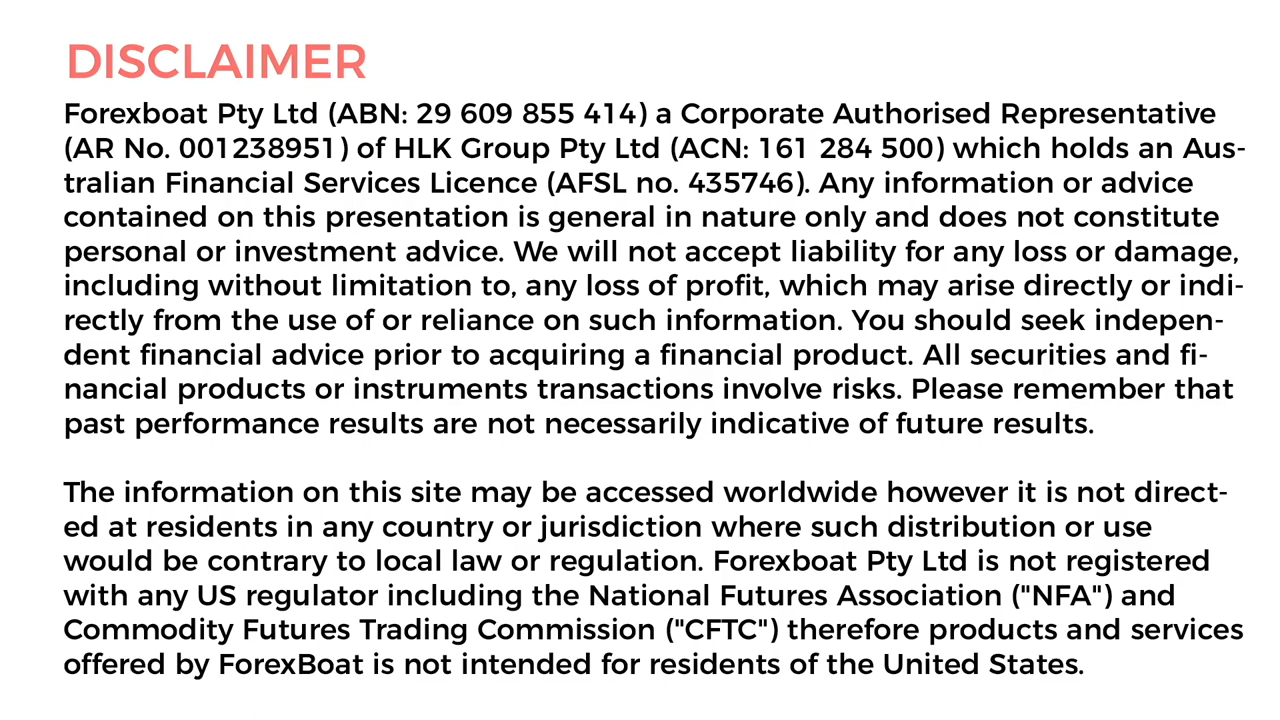 DISCLAIMER
Forexboat Pty Ltd (ABN: 29 609 855 414) a Corporate Authorised Representative
(AR No. 001238951) of HLK Group Pty Ltd (ACN: 161 284 500) which holds an Aus-
tralian Financial Services Licence (AFSL no. 435746). Any information or advice
contained on this presentation is general in nature only and does not constitute
personal or investment advice. We will not accept liability for any loss or damage,
including without limitation to, any loss of profit, which may arise directly or indi-
rectly from the use of or reliance on such information. You should seek indepen-
dent financial advice prior to acquiring a financial product. All securities and fi-
nancial products or instruments transactions involve risks. Please remember that
past performance results are not necessarily indicative of future results.
The information on this site may be accessed worldwide however it is not direct-
ed at residents in any country or jurisdiction where such distribution or use
would be contrary to local law or regulation. Forexboat Pty Ltd is not registered
with any US regulator including the National Futures Association ("NFA") and
Commodity Futures Trading Commission ("CFTC") therefore products and services
offered by ForexBoat is not intended for residents of the United States.